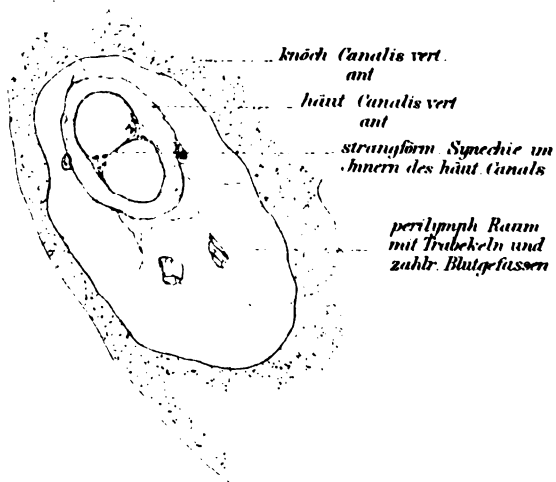 knöch Canalis vert.
ant
häut Canalis vert
ant
strangförm Synechie im
Innern des häut. Canals
perilymph Raum
mit Trabekeln und
zahlr. Blutgefässen